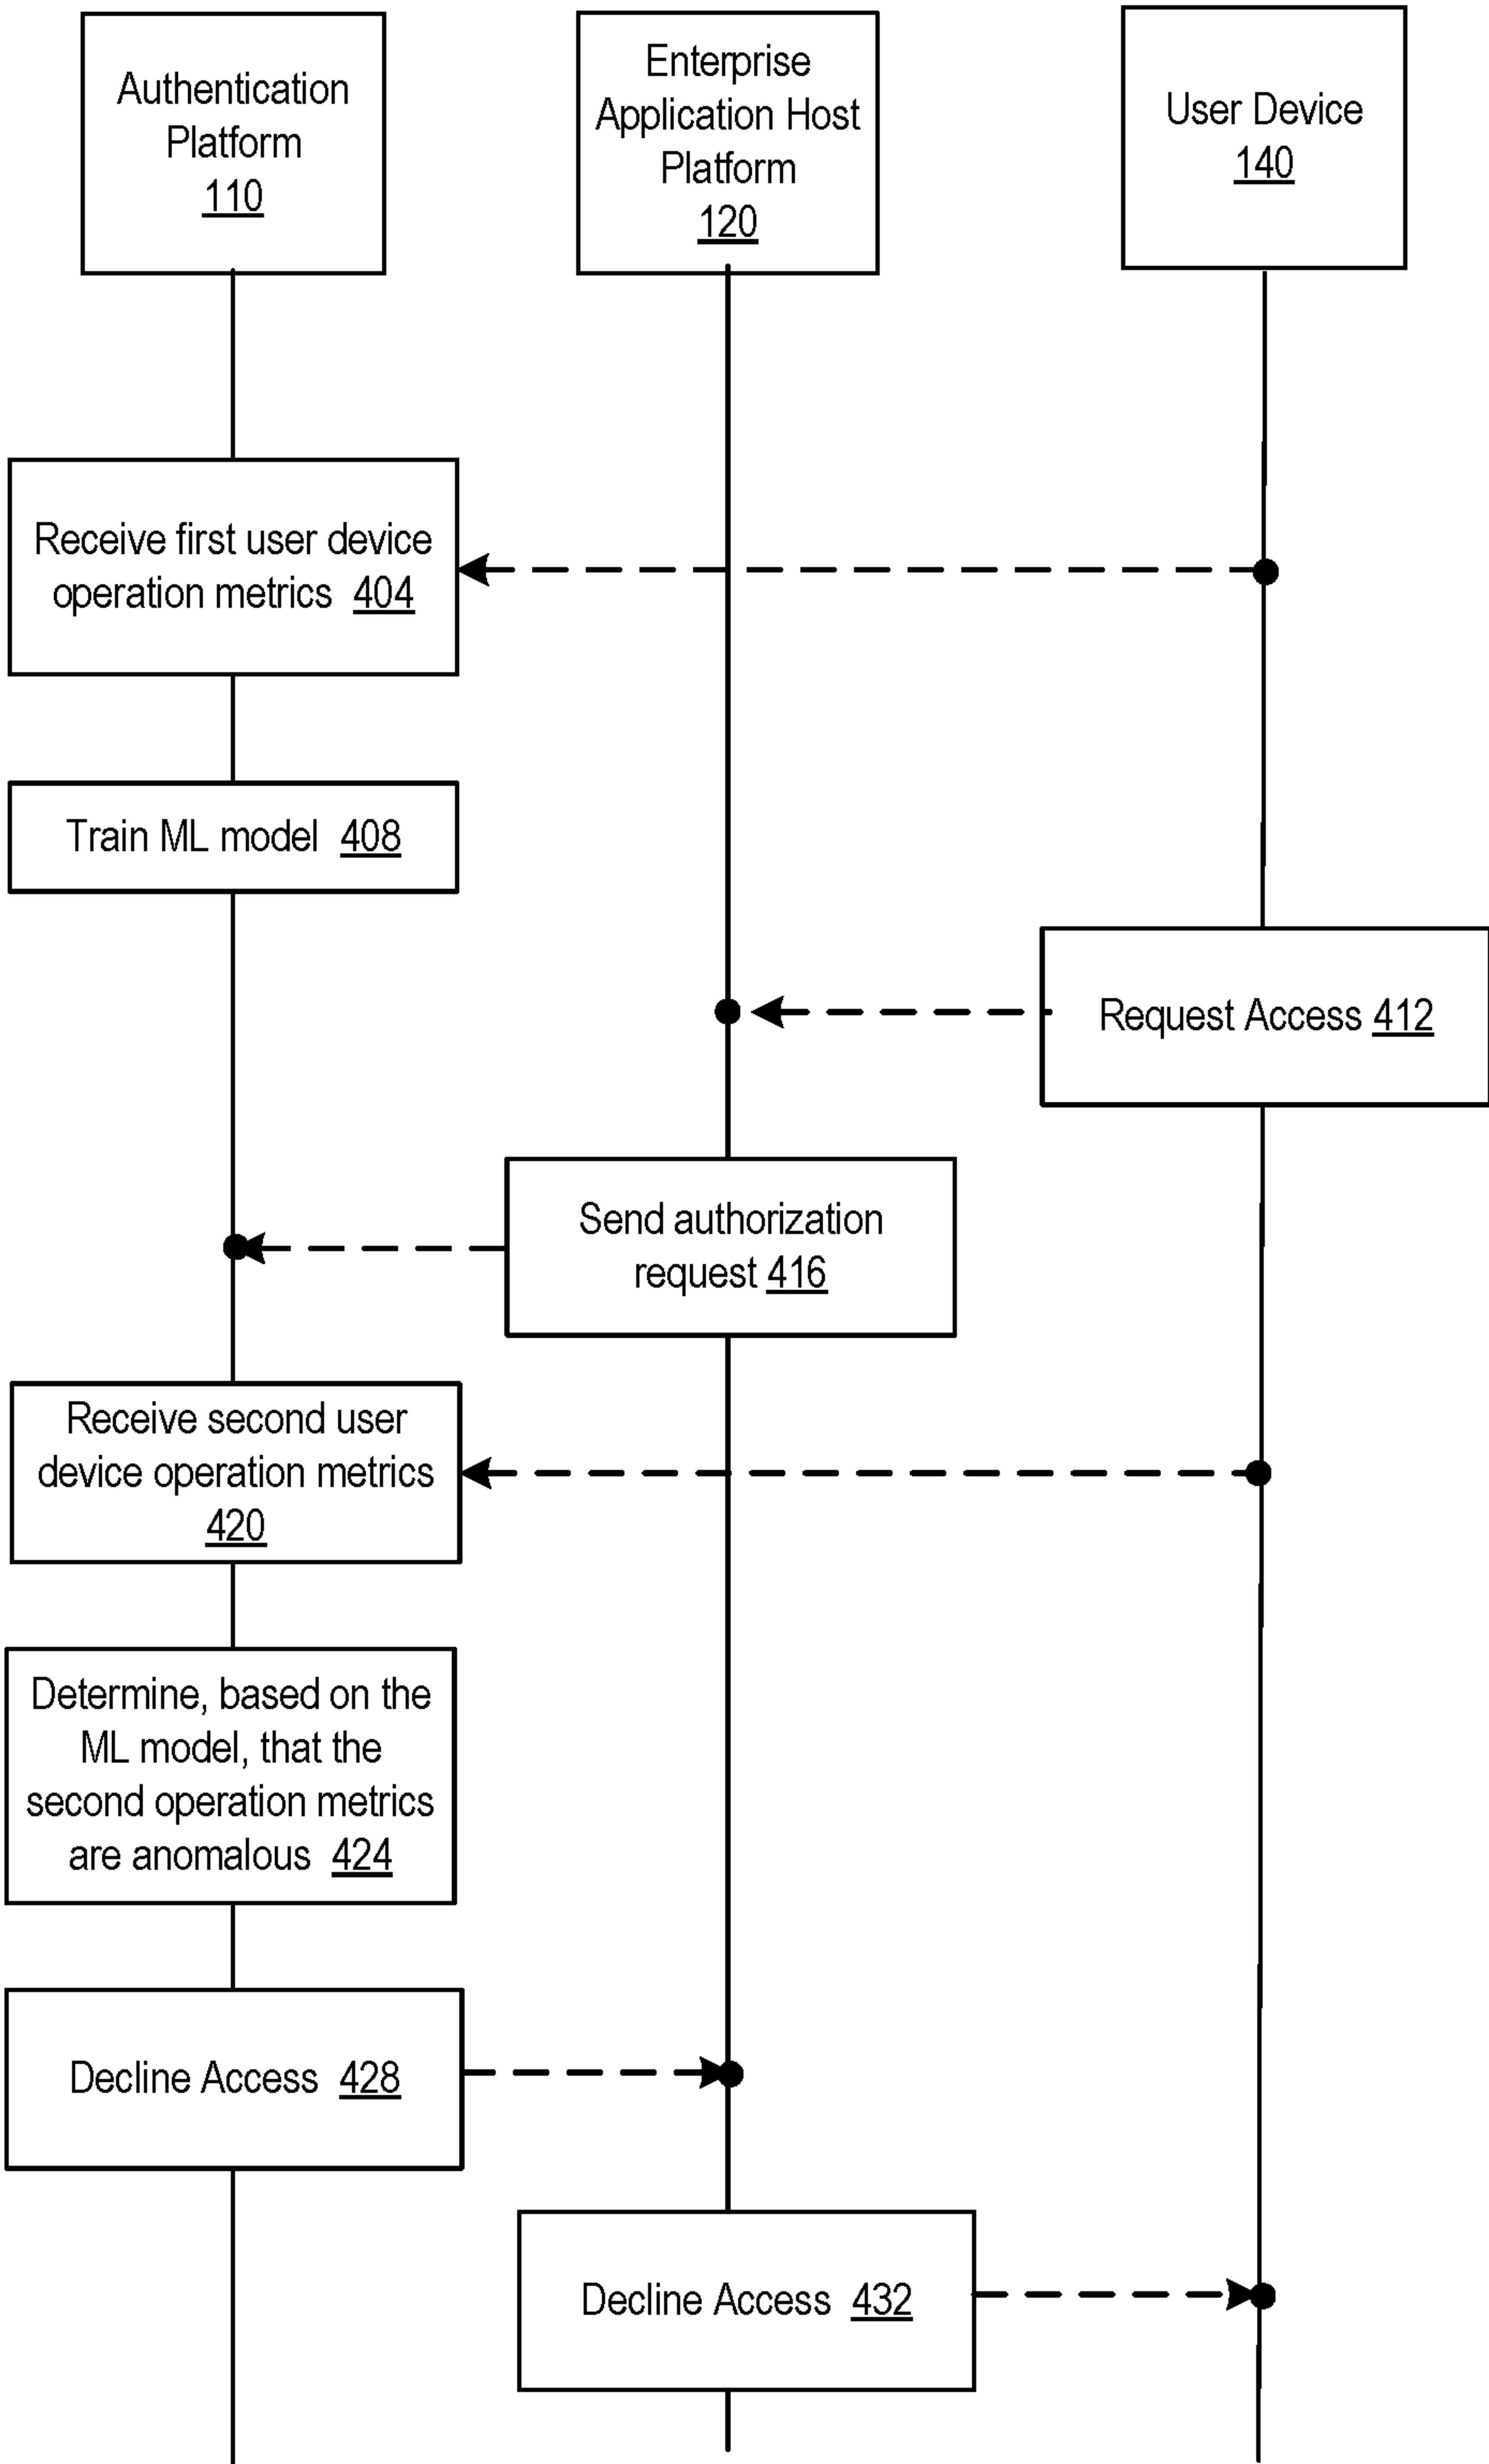 Authentication
Platform
110
Enterprise
Application Host
Platform
120
User Device
140
Receive first user device
operation metrics 404
Train ML model 408
Request Access 412
Send authorization
request 416
Receive second user
device operation metrics
420
Determine, based on the
ML model, that the
second operation metrics
are anomalous 424
Decline Access 428
Decline Access 432